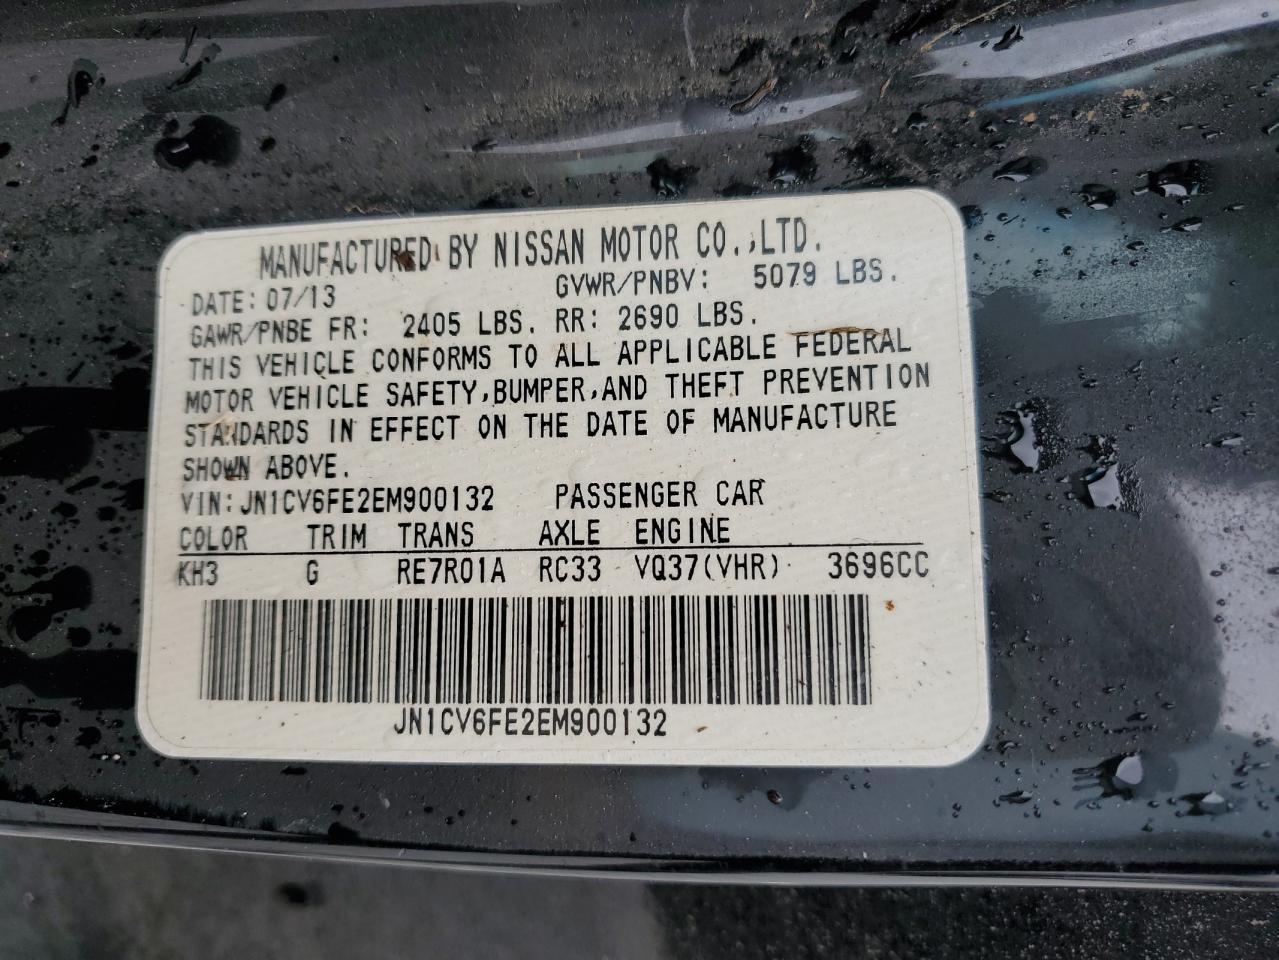 MANUFACTURED BY NISSAN MOTOR CO.,LTD.
DATE: 07/13 GVWR/PNBV: 5079 LBS.
GAWR/PNBE FR: 2405 LBS. RR: 2690 LBS.
THIS VEHICLE CONFORMS TO ALL APPLICABLE FEDERAL
MOTOR VEHICLE SAFETY,BUMPER,AND THEFT PREVENTION
STANDARDS IN EFFECT ON THE DATE OF MANUFACTURE
SHOWN ABOVE.
VIN:JN1CV6FE2EM900132 PASSENGER CAR
COLOR TRIM TRANS AXLE ENGINE
KH3 G RE7R01A RC33 VQ37(VHR) 3696CC
JN1CV6FE2EM900132